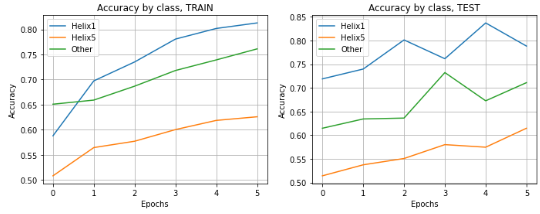 Accuracy by class, TRAIN
Helix1
Helix5
Other
0.80
0.75
0.70
0.65
0.60
0.55
0.50
Accuracy
0 1 2 3 4 5
Epochs
Accuracy by class, TEST
Helix1
Helix5
Other
0.85
0.80
0.75
0.70
0.65
0.60
0.55
0.50
Accuracy
0 1 2 3 4 5
Epochs